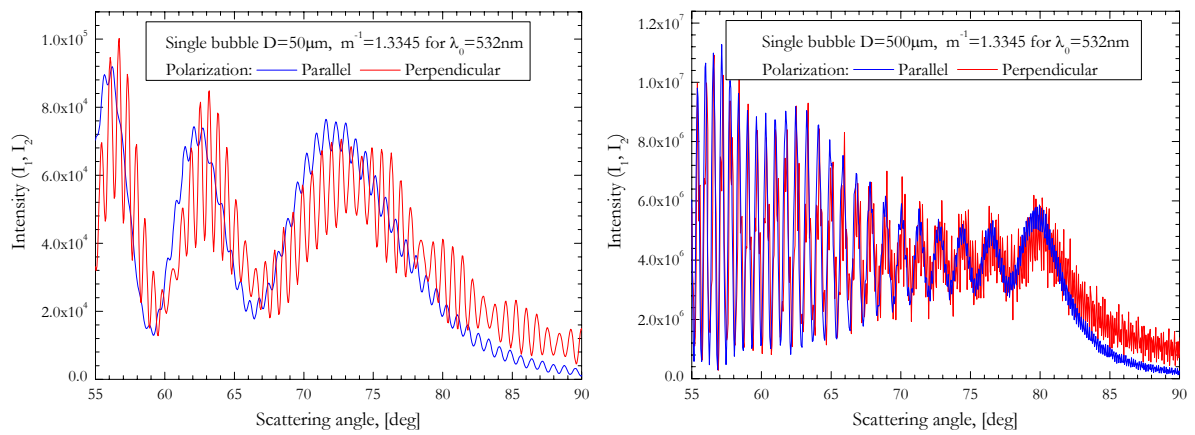 Single bubble D=50μm, m⁻¹=1.3345 for λ₀=532nm
Polarization: Parallel Perpendicular
Intensity (I₁, I₂)
1.0x10⁵
8.0x10⁴
6.0x10⁴
4.0x10⁴
2.0x10⁴
0.0
55 60 65 70 75 80 85 90
Scattering angle, [deg]
Single bubble D=500μm, m⁻¹=1.3345 for λ₀=532nm
Polarization: Parallel Perpendicular
Intensity (I₁, I₂)
1.2x10⁷
1.0x10⁷
8.0x10⁶
6.0x10⁶
4.0x10⁶
2.0x10⁶
0.0
55 60 65 70 75 80 85 90
Scattering angle, [deg]